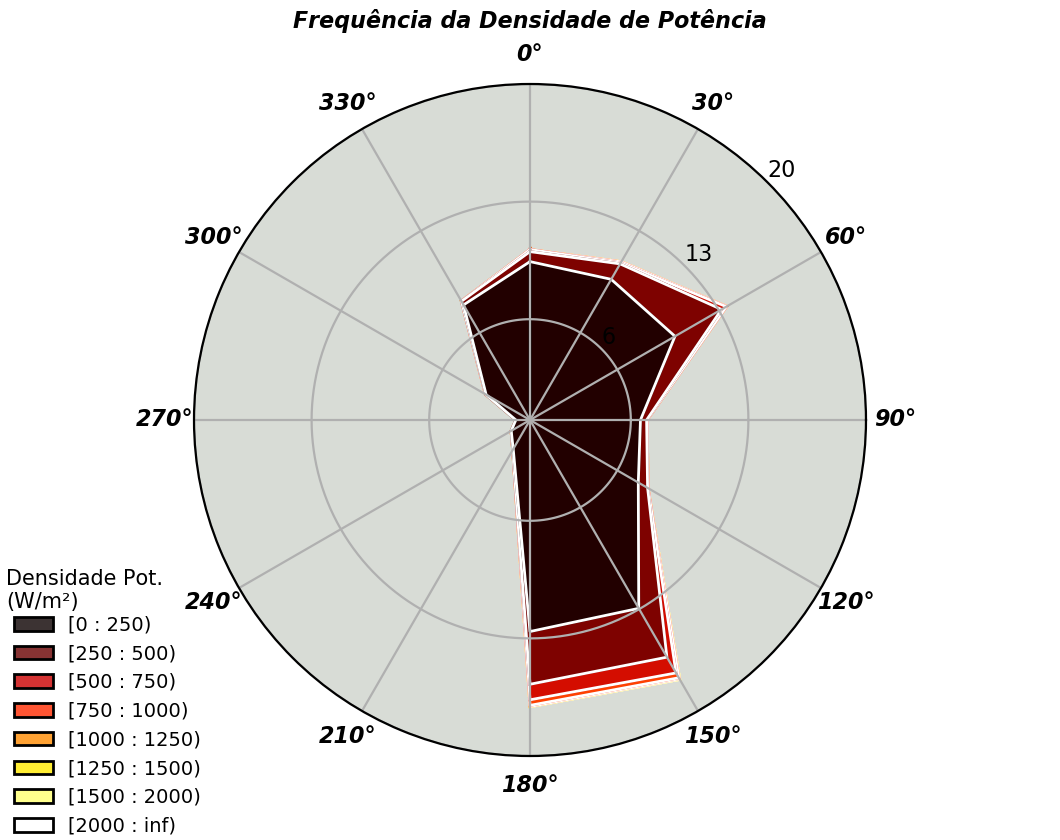 Frequência da Densidade de Potência
0°
330°
30°
20
300°
60°
13
6
270°
90°
240°
120°
210°
150°
180°
Densidade Pot.
(W/m²)
[0 : 250)
[250 : 500)
[500 : 750)
[750 : 1000)
[1000 : 1250)
[1250 : 1500)
[1500 : 2000)
[2000 : inf)